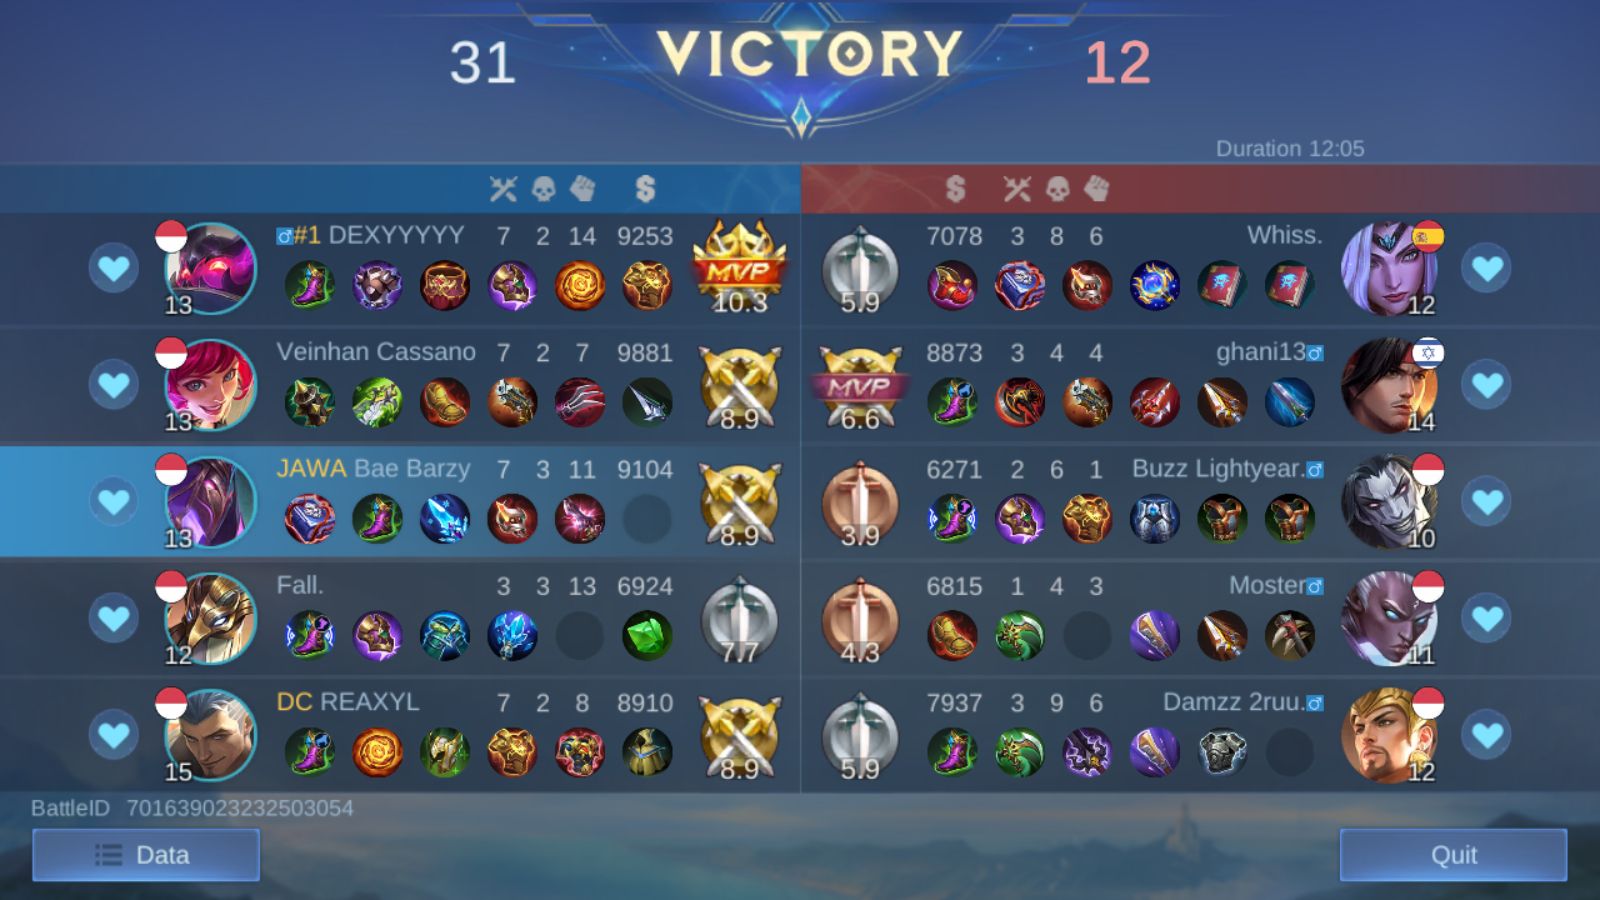 31 VICTORY 12
Duration 12:05
#1 DEXYYYYY 7 2 14 9253
MVP 10.3
13
5.9 7078 3 8 6 Whiss.
12
Veinhan Cassano 7 2 7 9881
8.9
13
MVP 6.6 8873 3 4 4 ghani13
14
JAWA Bae Barzy 7 3 11 9104
8.9
13
3.9 6271 2 6 1 Buzz Lightyear.
10
Fall. 3 3 13 6924
7.7
12
4.3 6815 1 4 3 Moster
11
DC REAXYL 7 2 8 8910
8.9
15
5.9 7937 3 9 6 Damzz 2ruu.
12
BattleID 701639023232503054
Data
Quit